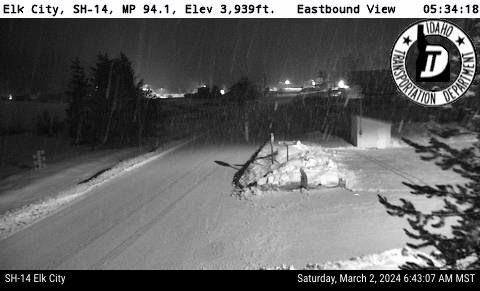 Elk City, SH-14, MP 94.1, Elev 3,939ft. Eastbound View 05:34:18
IDAHO
TRANSPORTATION DEPARTMENT
SH-14 Elk City Saturday, March 2, 2024 6:43:07 AM MST